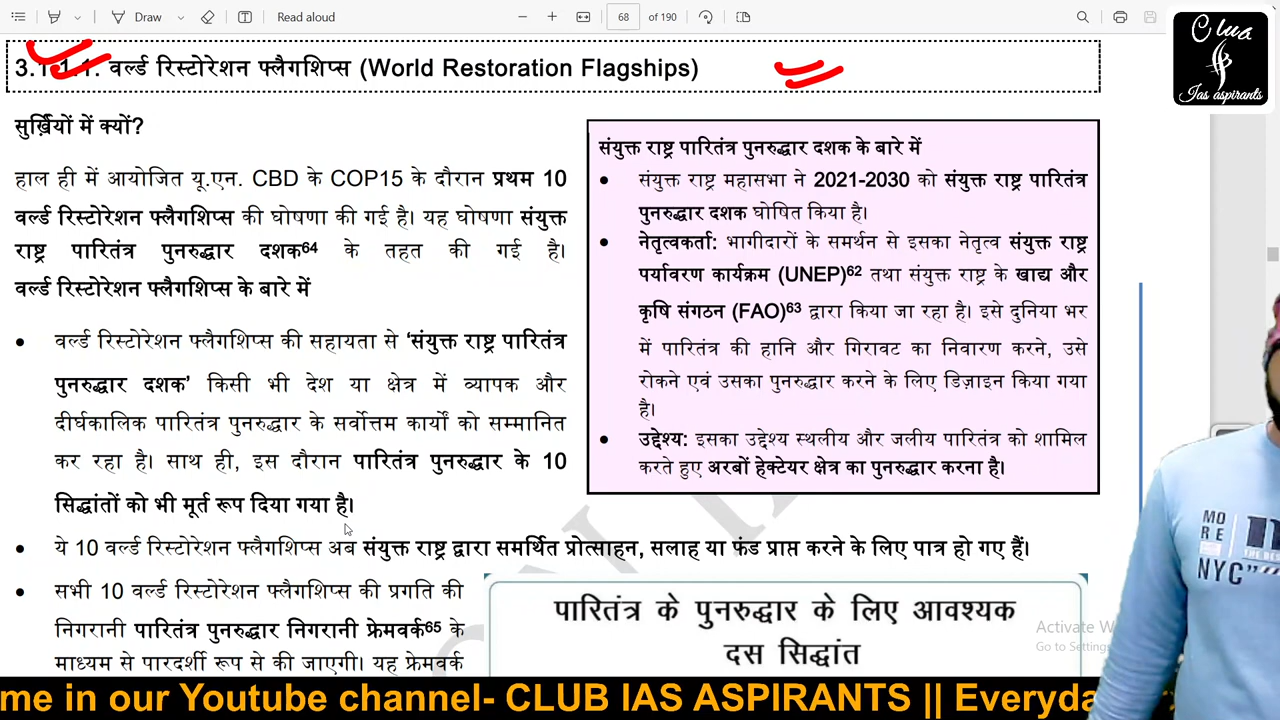 Draw
Read aloud
68
of 190
Club
Ias aspirants
वर्ल्ड रिस्टोरेशन फ्लैगशिप्स (World Restoration Flagships)
सुर्ख़ियों में क्यों?
हाल ही में आयोजित यू.एन. CBD के COP15 के दौरान प्रथम 10
वर्ल्ड रिस्टोरेशन फ्लैगशिप्स की घोषणा की गई है। यह घोषणा संयुक्त
राष्ट्र पारितंत्र पुनरुद्धार दशक64 के तहत की गई है।
वर्ल्ड रिस्टोरेशन फ्लैगशिप्स के बारे में
• वर्ल्ड रिस्टोरेशन फ्लैगशिप्स की सहायता से 'संयुक्त राष्ट्र पारितंत्र
पुनरुद्धार दशक' किसी भी देश या क्षेत्र में व्यापक और
दीर्घकालिक पारितंत्र पुनरुद्धार के सर्वोत्तम कार्यों को सम्मानित
कर रहा है। साथ ही, इस दौरान पारितंत्र पुनरुद्धार के 10
सिद्धांतों को भी मूर्त रूप दिया गया है।
संयुक्त राष्ट्र पारितंत्र पुनरुद्धार दशक के बारे में
• संयुक्त राष्ट्र महासभा ने 2021-2030 को संयुक्त राष्ट्र पारितंत्र
पुनरुद्धार दशक घोषित किया है।
• नेतृत्वकर्ता: भागीदारों के समर्थन से इसका नेतृत्व संयुक्त राष्ट्र
पर्यावरण कार्यक्रम (UNEP)62 तथा संयुक्त राष्ट्र के खाद्य और
कृषि संगठन (FAO)63 द्वारा किया जा रहा है। इसे दुनिया भर
में पारितंत्र की हानि और गिरावट का निवारण करने, उसे
रोकने एवं उसका पुनरुद्धार करने के लिए डिज़ाइन किया गया
है।
• उद्देश्य: इसका उद्देश्य स्थलीय और जलीय पारितंत्र को शामिल
करते हुए अरबों हेक्टेयर क्षेत्र का पुनरुद्धार करना है।
• ये 10 वर्ल्ड रिस्टोरेशन फ्लैगशिप्स अब संयुक्त राष्ट्र द्वारा समर्थित प्रोत्साहन, सलाह या फ़ंड प्राप्त करने के लिए पात्र हो गए हैं।
• सभी 10 वर्ल्ड रिस्टोरेशन फ्लैगशिप्स की प्रगति की
निगरानी पारितंत्र पुनरुद्धार निगरानी फ्रेमवर्क65 के
माध्यम से पारदर्शी रूप से की जाएगी। यह फ्रेमवर्क
पारितंत्र के पुनरुद्धार के लिए आवश्यक
दस सिद्धांत
Activate W
Go to Settings
MO
RE
NYC"
me in our Youtube channel- CLUB IAS ASPIRANTS || Everyda